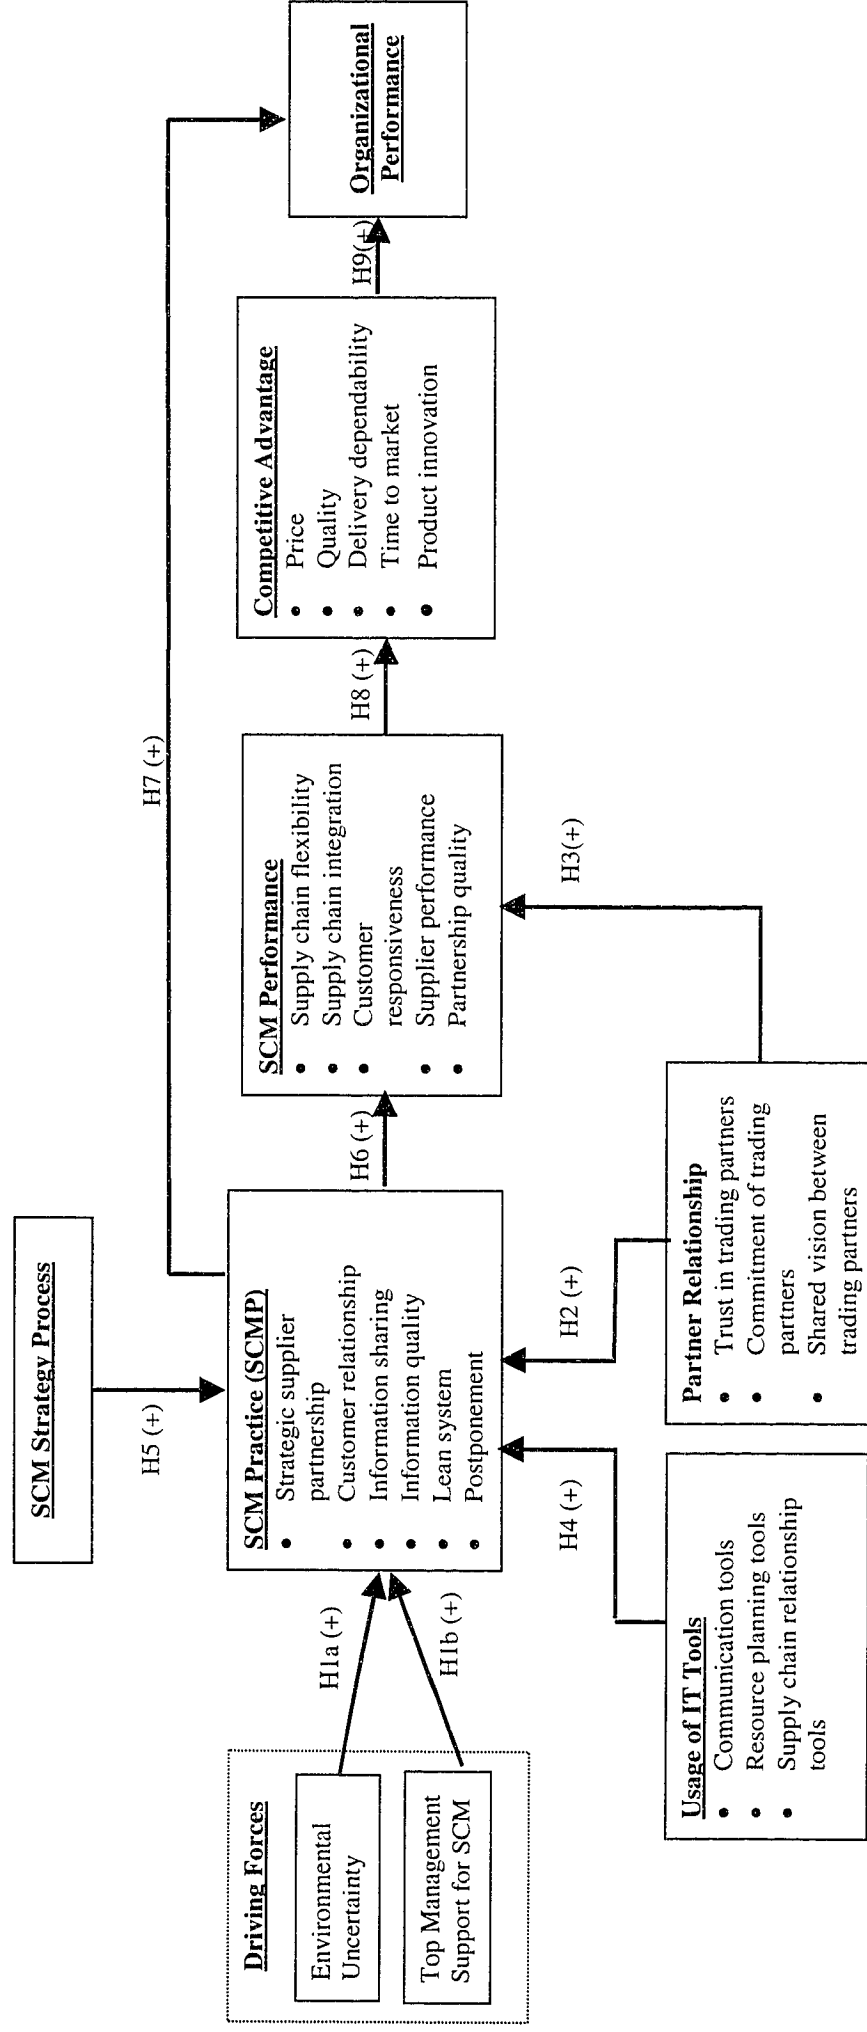 SCM Strategy Process
H5 (+)
H7 (+)
Driving Forces
Environmental
Uncertainty
Top Management
Support for SCM
H1a (+)
H1b (+)
SCM Practice (SCMP)
• Strategic supplier
partnership
• Customer relationship
• Information sharing
• Information quality
• Lean system
• Postponement
H6 (+)
SCM Performance
• Supply chain flexibility
• Supply chain integration
• Customer
responsiveness
• Supplier performance
• Partnership quality
H8 (+)
Competitive Advantage
• Price
• Quality
• Delivery dependability
• Time to market
• Product innovation
H9(+)
Organizational
Performance
H4 (+)
H2 (+)
H3(+)
Usage of IT Tools
• Communication tools
• Resource planning tools
• Supply chain relationship
tools
Partner Relationship
• Trust in trading partners
• Commitment of trading
partners
• Shared vision between
trading partners